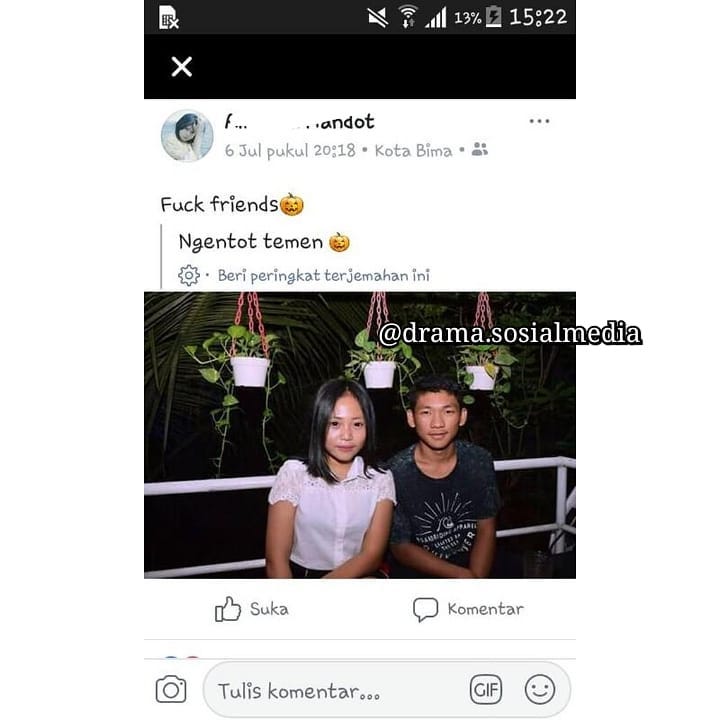 13% 15:22
andot
6 Jul pukul 20:18 • Kota Bima •
Fuck friends🎃
Ngentot temen 🎃
· Beri peringkat terjemahan ini
@drama.sosialmedia
APPAREL
Suka Komentar
Tulis komentar... GIF